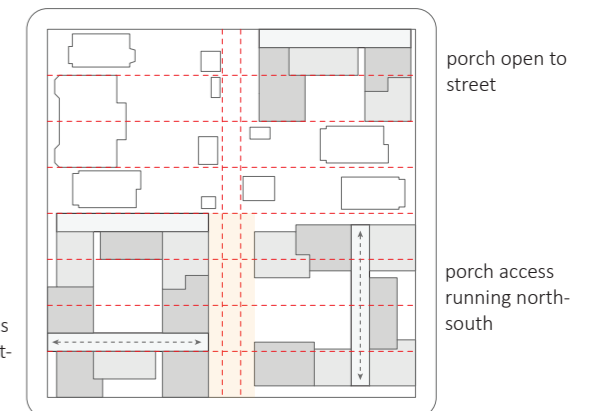 porch open to
street
porch access
running north-
south
s
t-